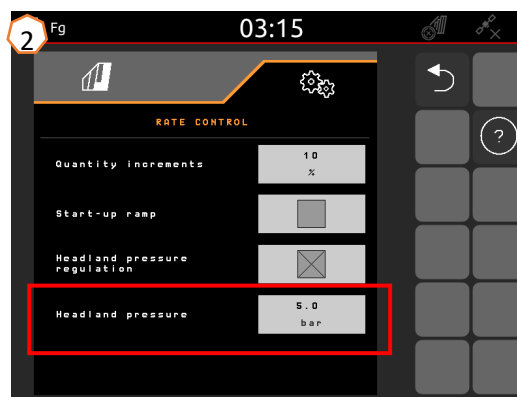 2
Fg
03:15
RATE CONTROL
Quantity increments
10
%
Start-up ramp
Headland pressure
regulation
Headland pressure
5.0
bar
?